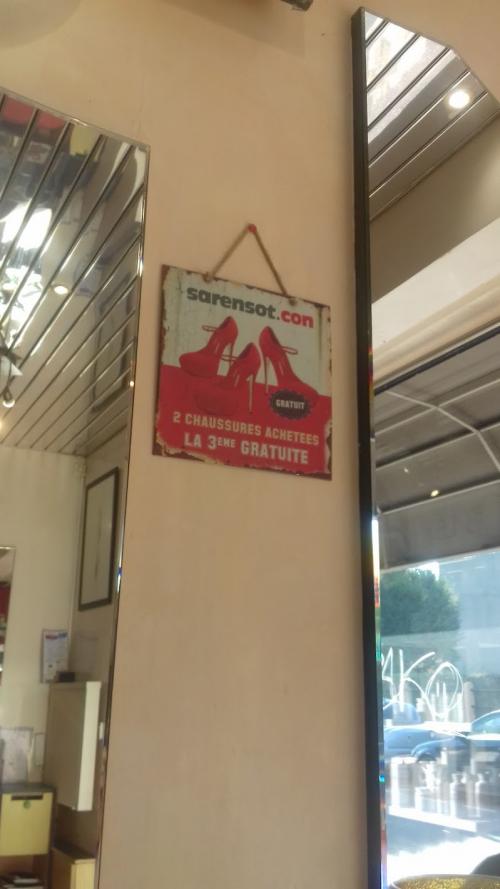 sarensot.con
GRATUIT
2 CHAUSSURES ACHETEES
LA 3EME GRATUITE